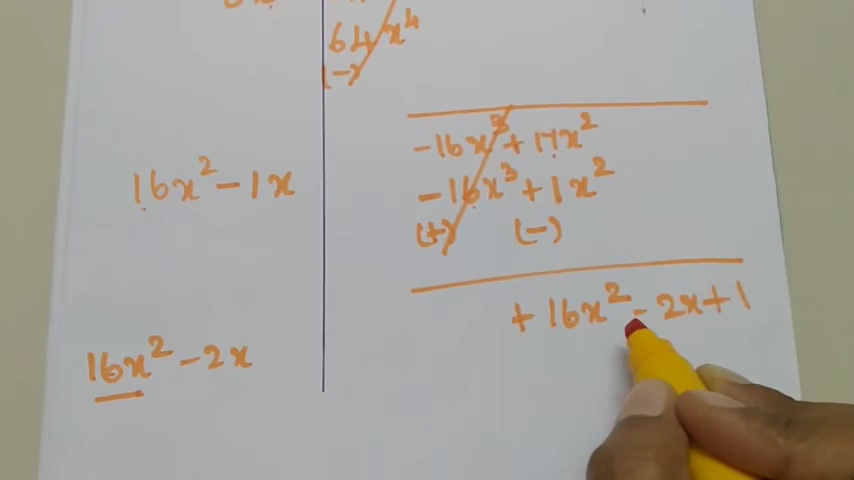 64x⁴
(-)
-16x³ + 17x²
16x² - 1x
-16x³ + 1x²
(+) (-)
+ 16x² - 2x + 1
16x² - 2x